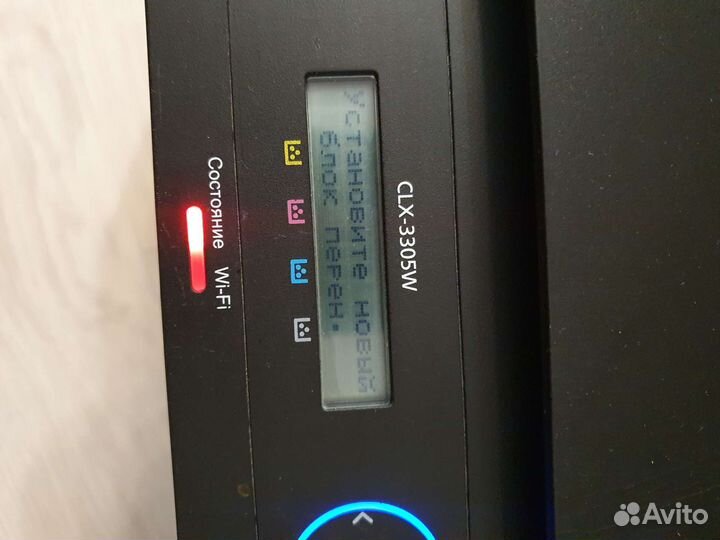 CLX-3305W
Установите новый
блок перен.
Состояние Wi-Fi
Avito